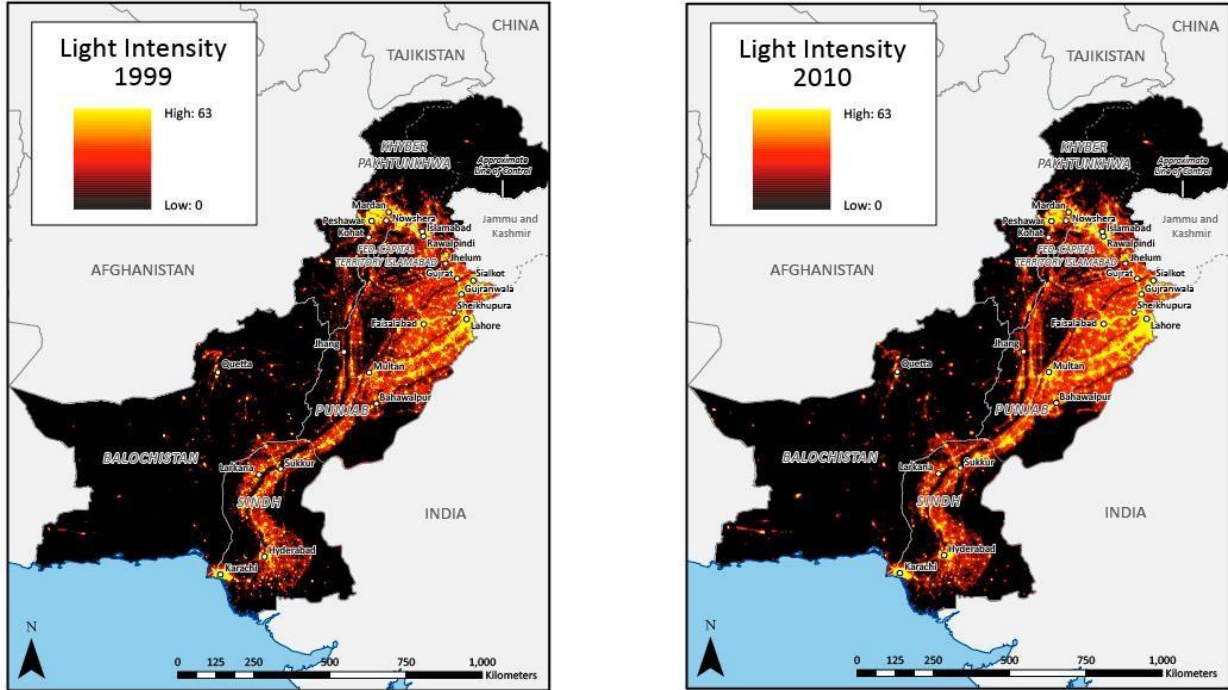 Light Intensity
1999
High: 63
Low: 0
CHINA
TAJIKISTAN
KHYBER
PAKHTUNKHWA
Approximate
Line of Control
Jammu and
Kashmir
AFGHANISTAN
Mardan
Peshawar
Nowshera
Kohat
Islamabad
Rawalpindi
FED. CAPITAL
TERRITORY ISLAMABAD
Jhelum
Gujrat
Sialkot
Gujranwala
Sheikhupura
Faisalabad
Lahore
Jhang
Quetta
Multan
Bahawalpur
PUNJAB
BALOCHISTAN
Larkana
Sukkur
SINDH
INDIA
Hyderabad
Karachi
N
0 125 250 500 750 1,000
Kilometers
Light Intensity
2010
High: 63
Low: 0
CHINA
TAJIKISTAN
KHYBER
PAKHTUNKHWA
Approximate
Line of Control
Jammu and
Kashmir
AFGHANISTAN
Mardan
Peshawar
Nowshera
Kohat
Islamabad
Rawalpindi
FED. CAPITAL
TERRITORY ISLAMABAD
Jhelum
Gujrat
Sialkot
Gujranwala
Sheikhupura
Faisalabad
Lahore
Jhang
Quetta
Multan
Bahawalpur
PUNJAB
BALOCHISTAN
Larkana
Sukkur
SINDH
INDIA
Hyderabad
Karachi
N
0 125 250 500 750 1,000
Kilometers